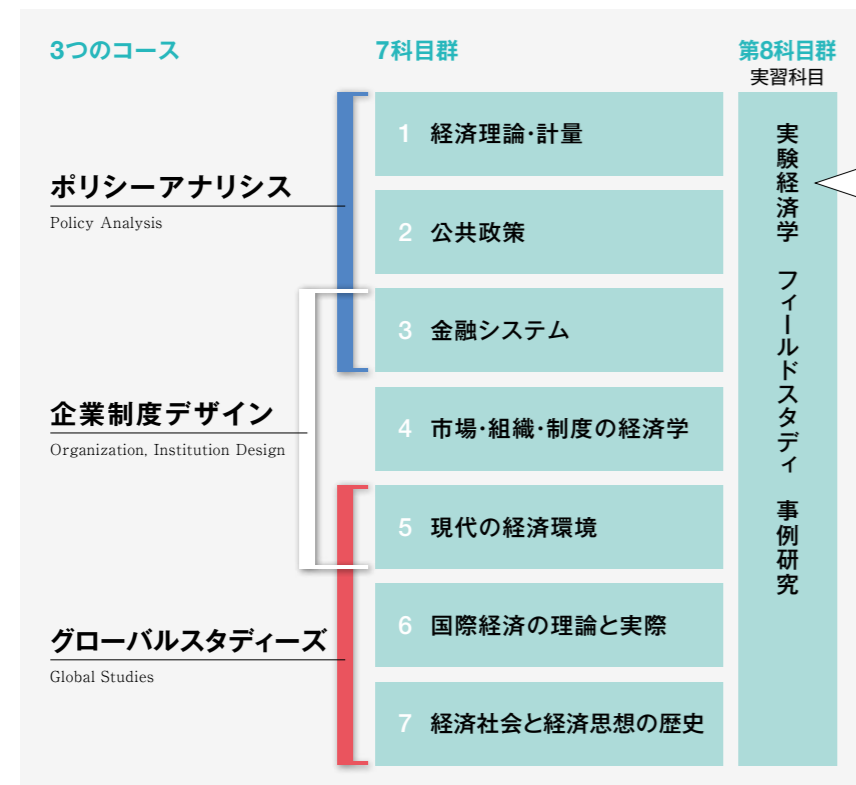 3つのコース
7科目群
第8科目群
実習科目
ポリシーアナリシス
Policy Analysis
企業制度デザイン
Organization, Institution Design
グローバルスタディーズ
Global Studies
1 経済理論・計量
2 公共政策
3 金融システム
4 市場・組織・制度の経済学
5 現代の経済環境
6 国際経済の理論と実際
7 経済社会と経済思想の歴史
実験経済学 フィールドスタディ 事例研究